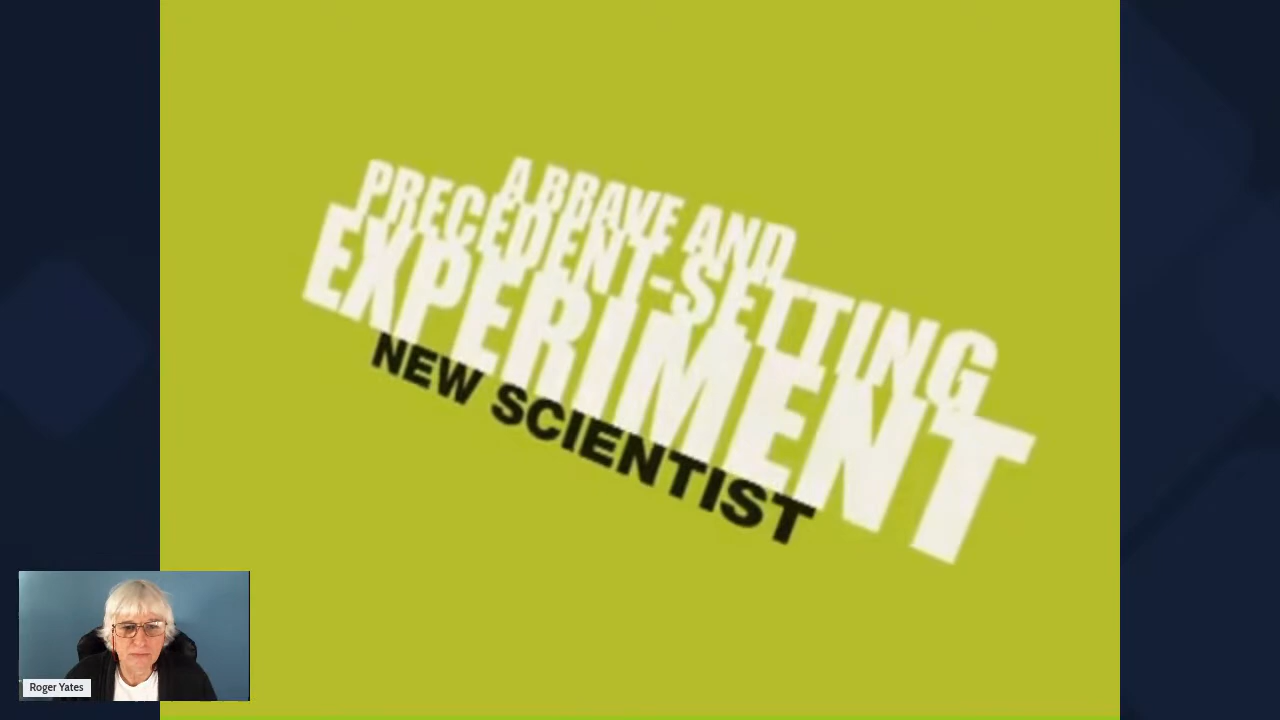 A BRAVE AND
PRECEDENT-SETTING
EXPERIMENT
NEW SCIENTIST
Roger Yates